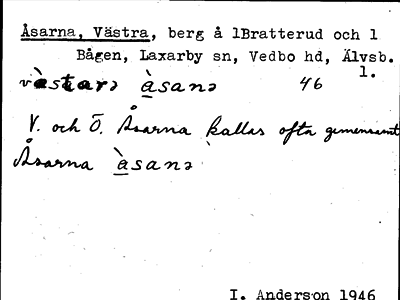 Åsarna, Västra, berg å 1Bratterud och 1
Bågen, Laxarby sn, Vedbo hd, Älvsb.
l.
västarə åsanə 46
V. och Ö. Åsarna kallas ofta gemensamt
Åsarna åsanə
I. Anderson 1946